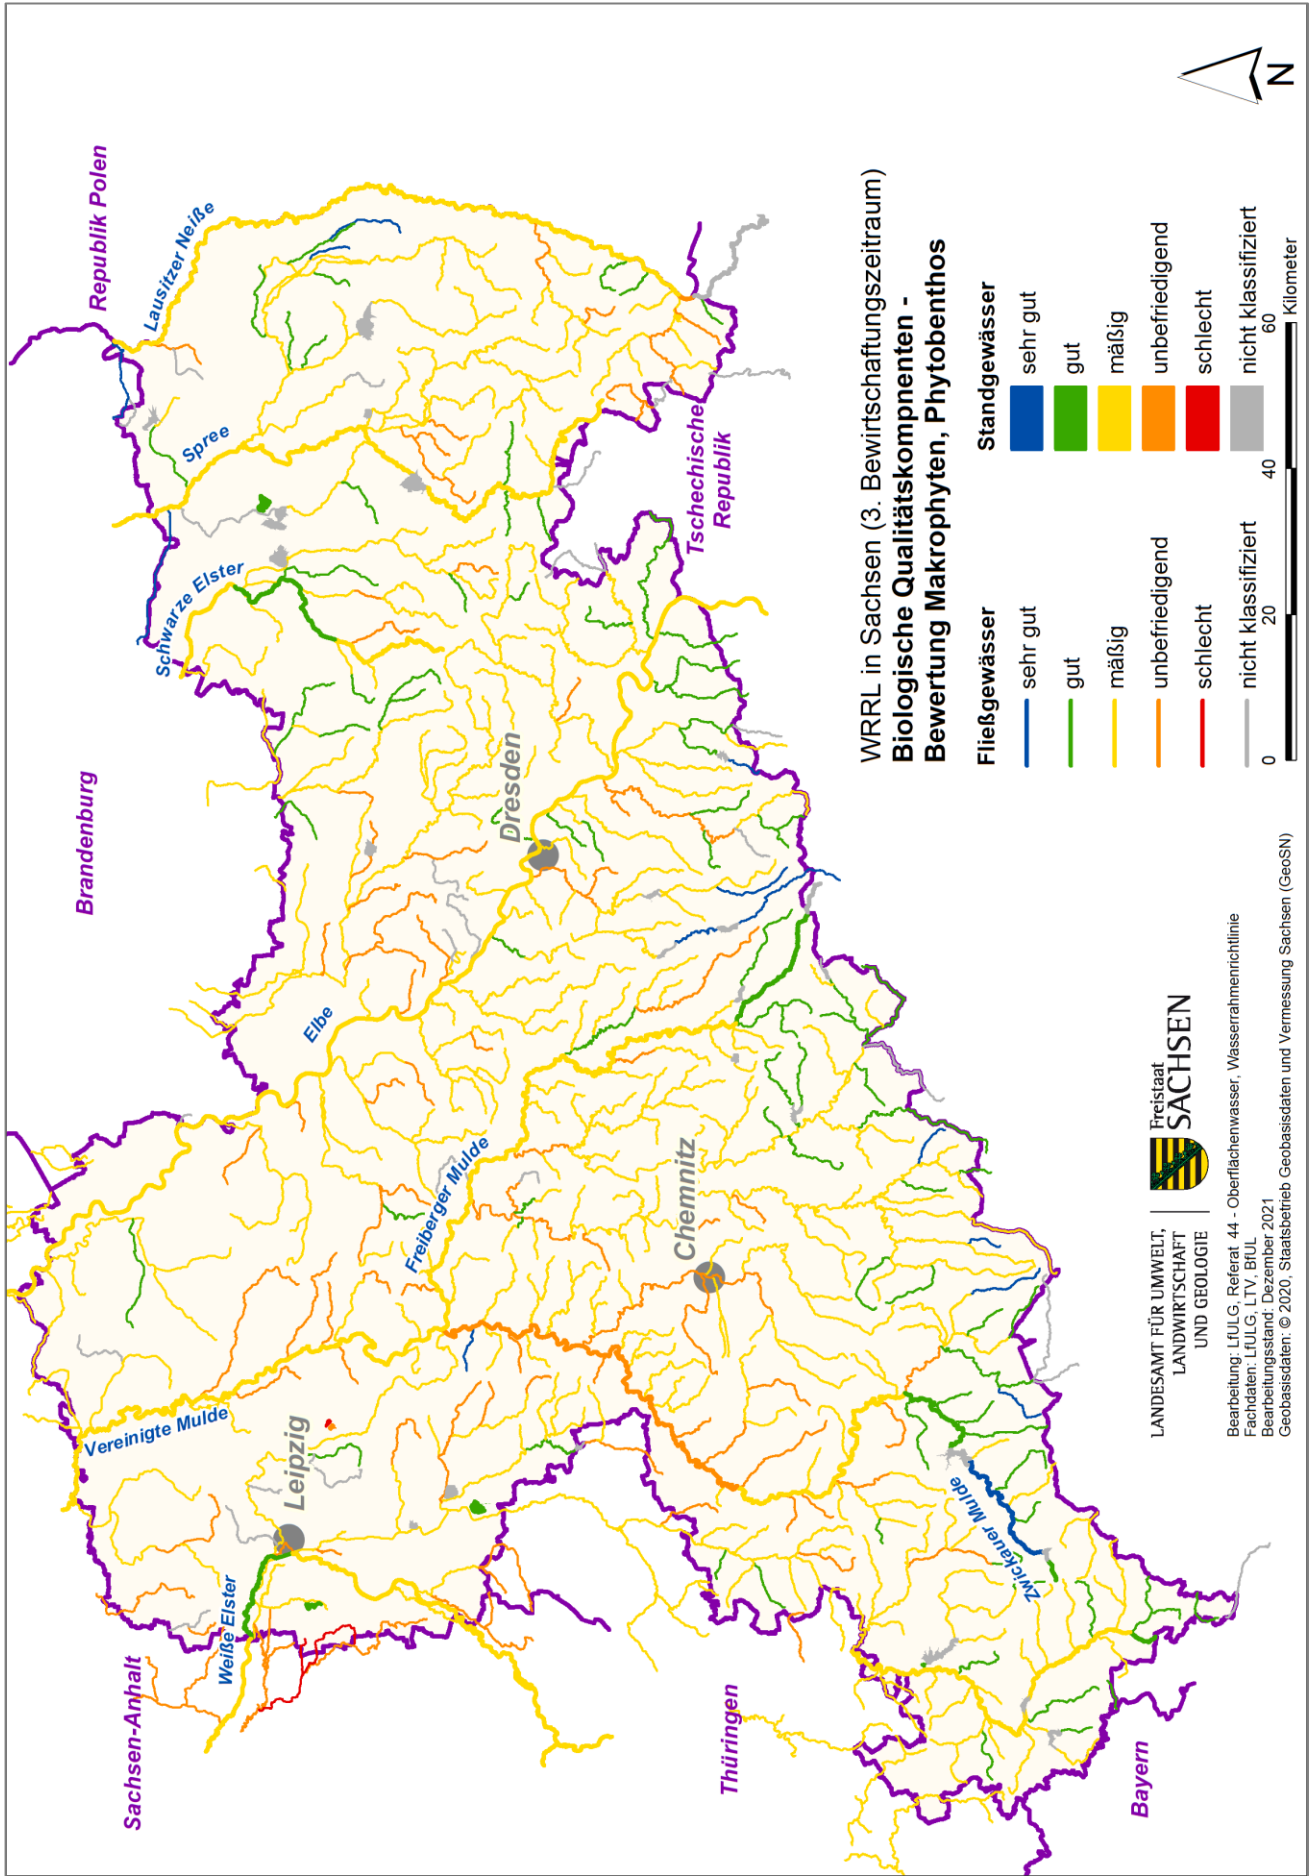 Republik Polen
Lausitzer Neiße
Spree
Schwarze Elster
Brandenburg
Elbe
Dresden
Tschechische
Republik
Freiberger Mulde
Chemnitz
Vereinigte Mulde
Leipzig
Weiße Elster
Sachsen-Anhalt
Zwickauer Mulde
Thüringen
Bayern
N
WRRL in Sachsen (3. Bewirtschaftungszeitraum)
Biologische Qualitätskompnenten -
Bewertung Makrophyten, Phytobenthos
Fließgewässer
sehr gut
gut
mäßig
unbefriedigend
schlecht
nicht klassifiziert
Standgewässer
sehr gut
gut
mäßig
unbefriedigend
schlecht
nicht klassifiziert
0 20 40 60
Kilometer
LANDESAMT FÜR UMWELT,
LANDWIRTSCHAFT
UND GEOLOGIE
Freistaat
SACHSEN
Bearbeitung: LfULG, Referat 44 - Oberflächenwasser, Wasserrahmenrichtlinie
Fachdaten: LfULG, LTV, BfUL
Bearbeitungsstand: Dezember 2021
Geobasisdaten: © 2020, Staatsbetrieb Geobasisdaten und Vermessung Sachsen (GeoSN)